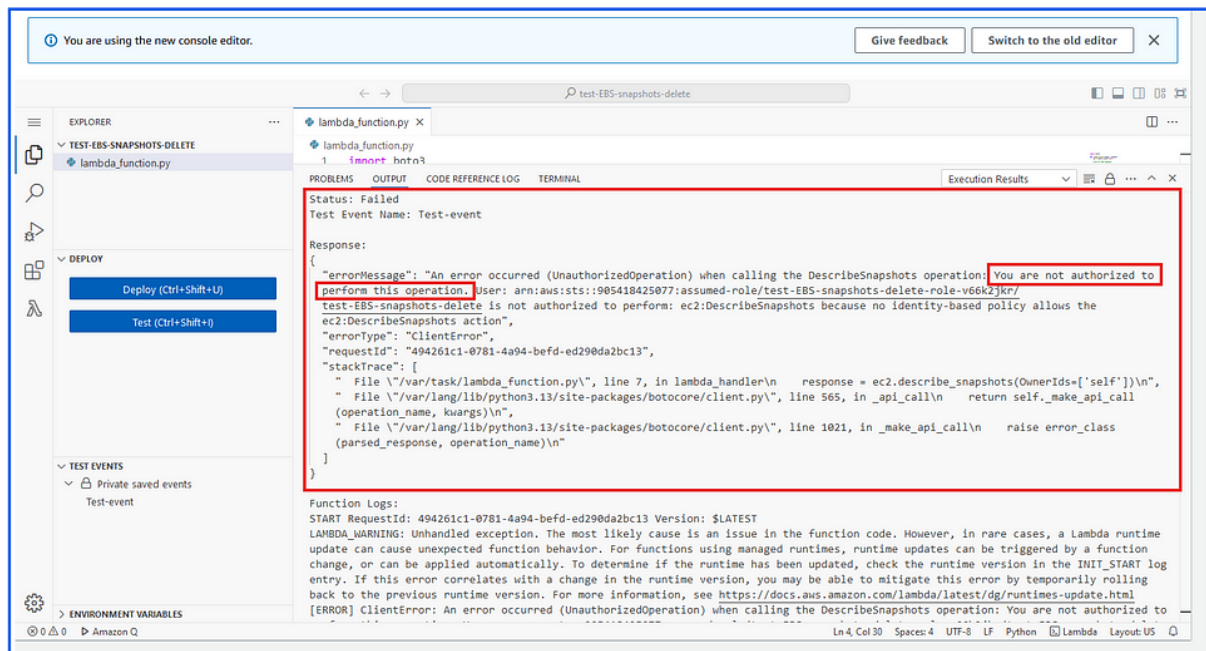 You are using the new console editor.
Give feedback
Switch to the old editor
test-EBS-snapshots-delete
EXPLORER
lambda_function.py
TEST-EBS-SNAPSHOTS-DELETE
lambda_function.py
lambda_function.py
1 import boto3
PROBLEMS OUTPUT CODE REFERENCE LOG TERMINAL
Execution Results
Status: Failed
Test Event Name: Test-event
Response:
{
"errorMessage": "An error occurred (UnauthorizedOperation) when calling the DescribeSnapshots operation: You are not authorized to
perform this operation. User: arn:aws:sts::905418425077:assumed-role/test-EBS-snapshots-delete-role-v66k2jkr/
test-EBS-snapshots-delete is not authorized to perform: ec2:DescribeSnapshots because no identity-based policy allows the
ec2:DescribeSnapshots action",
"errorType": "ClientError",
"requestId": "494261c1-0781-4a94-befd-ed290da2bc13",
"stackTrace": [
"  File \"/var/task/lambda_function.py\", line 7, in lambda_handler\n    response = ec2.describe_snapshots(OwnerIds=['self'])\n",
"  File \"/var/lang/lib/python3.13/site-packages/botocore/client.py\", line 565, in _api_call\n    return self._make_api_call
(operation_name, kwargs)\n",
"  File \"/var/lang/lib/python3.13/site-packages/botocore/client.py\", line 1021, in _make_api_call\n    raise error_class
(parsed_response, operation_name)\n"
]
}
DEPLOY
Deploy (Ctrl+Shift+U)
Test (Ctrl+Shift+I)
TEST EVENTS
Private saved events
Test-event
Function Logs:
START RequestId: 494261c1-0781-4a94-befd-ed290da2bc13 Version: $LATEST
LAMBDA_WARNING: Unhandled exception. The most likely cause is an issue in the function code. However, in rare cases, a Lambda runtime
update can cause unexpected function behavior. For functions using managed runtimes, runtime updates can be triggered by a function
change, or can be applied automatically. To determine if the runtime has been updated, check the runtime version in the INIT_START log
entry. If this error correlates with a change in the runtime version, you may be able to mitigate this error by temporarily rolling
back to the previous runtime version. For more information, see https://docs.aws.amazon.com/lambda/latest/dg/runtimes-update.html
[ERROR] ClientError: An error occurred (UnauthorizedOperation) when calling the DescribeSnapshots operation: You are not authorized to
ENVIRONMENT VARIABLES
0 0 Amazon Q
Ln 4, Col 30 Spaces: 4 UTF-8 LF Python Lambda Layout: US